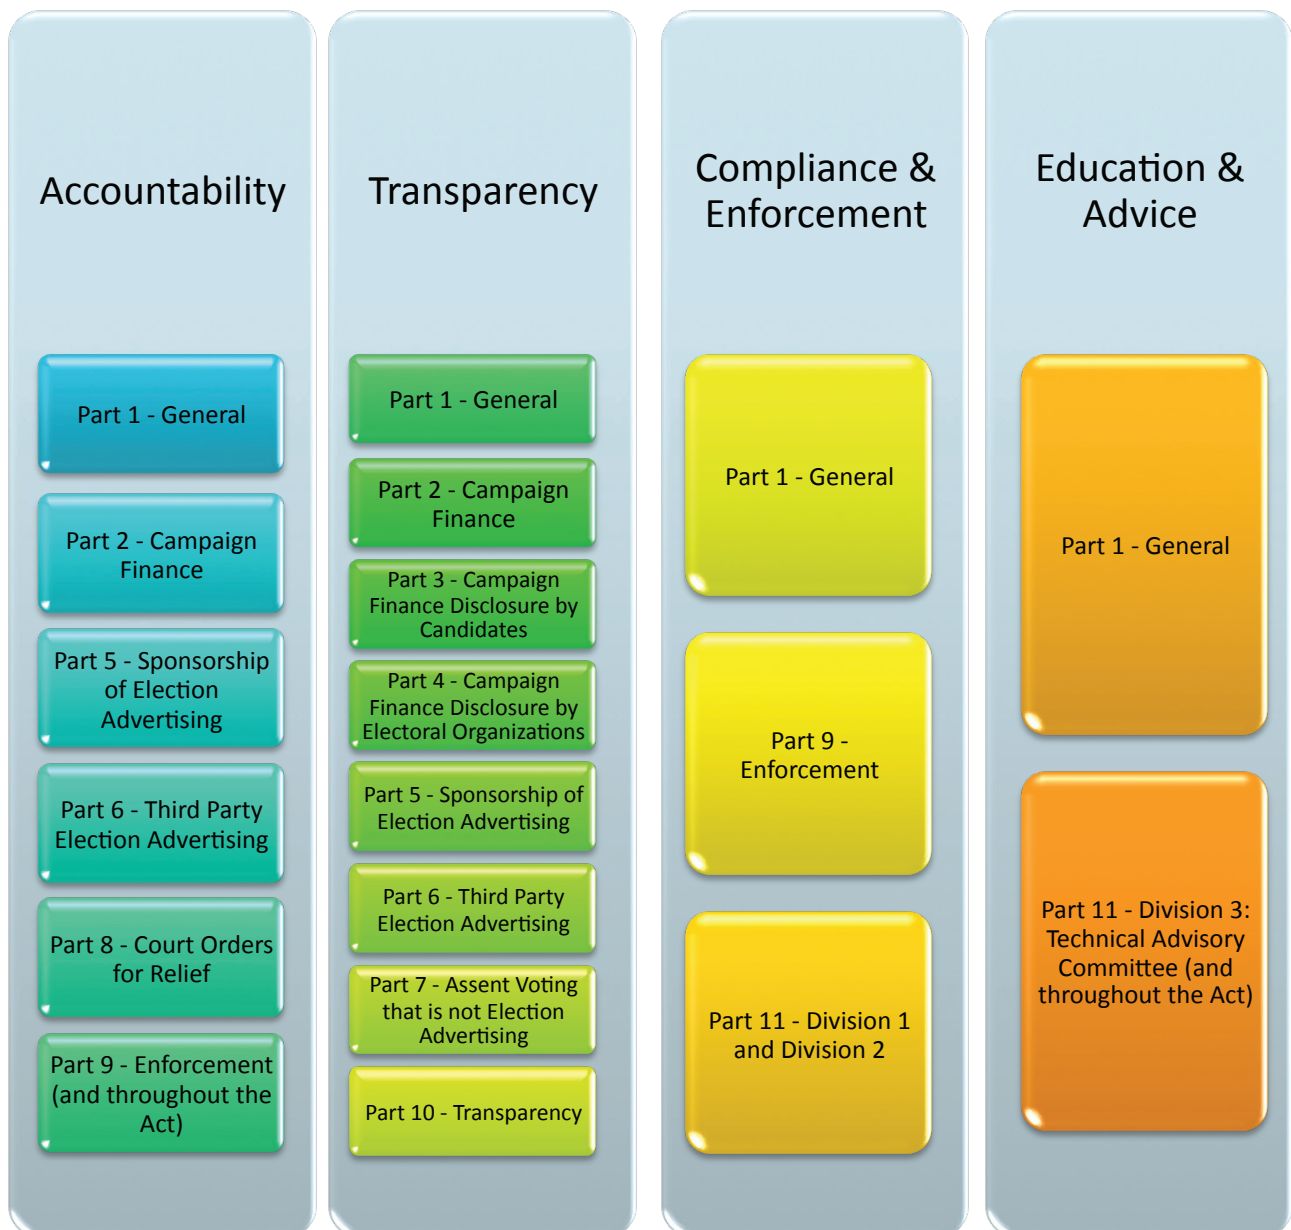 Accountability
Part 1 - General
Part 2 - Campaign
Finance
Part 5 - Sponsorship
of Election
Advertising
Part 6 - Third Party
Election Advertising
Part 8 - Court Orders
for Relief
Part 9 - Enforcement
(and throughout the
Act)
Transparency
Part 1 - General
Part 2 - Campaign
Finance
Part 3 - Campaign
Finance Disclosure by
Candidates
Part 4 - Campaign
Finance Disclosure by
Electoral Organizations
Part 5 - Sponsorship of
Election Advertising
Part 6 - Third Party
Election Advertising
Part 7 - Assent Voting
that is not Election
Advertising
Part 10 - Transparency
Compliance &
Enforcement
Part 1 - General
Part 9 -
Enforcement
Part 11 - Division 1
and Division 2
Education &
Advice
Part 1 - General
Part 11 - Division 3:
Technical Advisory
Committee (and
throughout the Act)